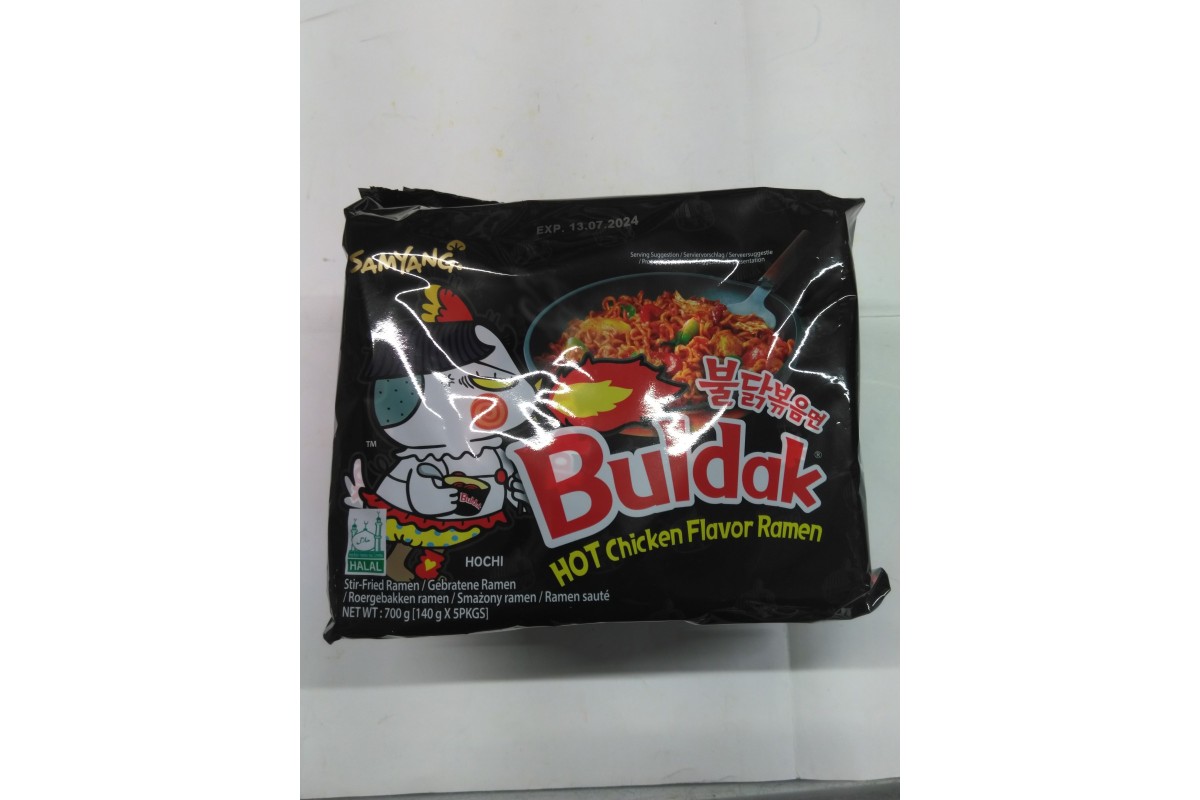 EXP. 13.07.2024
SAMYANG
Serving Suggestion / Serviervorschlag / Serveersuggestie
불닭볶음면
TM
Buldak
Buldak®
HOT Chicken Flavor Ramen
HALAL
HOCHI
Stir-Fried Ramen / Gebratene Ramen
/ Roergebakken ramen / Smażony ramen / Ramen sauté
NET WT : 700 g [140 g X 5PKGS]